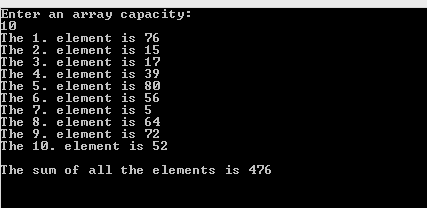 Enter an array capacity:
10
The 1. element is 76
The 2. element is 15
The 3. element is 17
The 4. element is 39
The 5. element is 80
The 6. element is 56
The 7. element is 5
The 8. element is 64
The 9. element is 72
The 10. element is 52
The sum of all the elements is 476